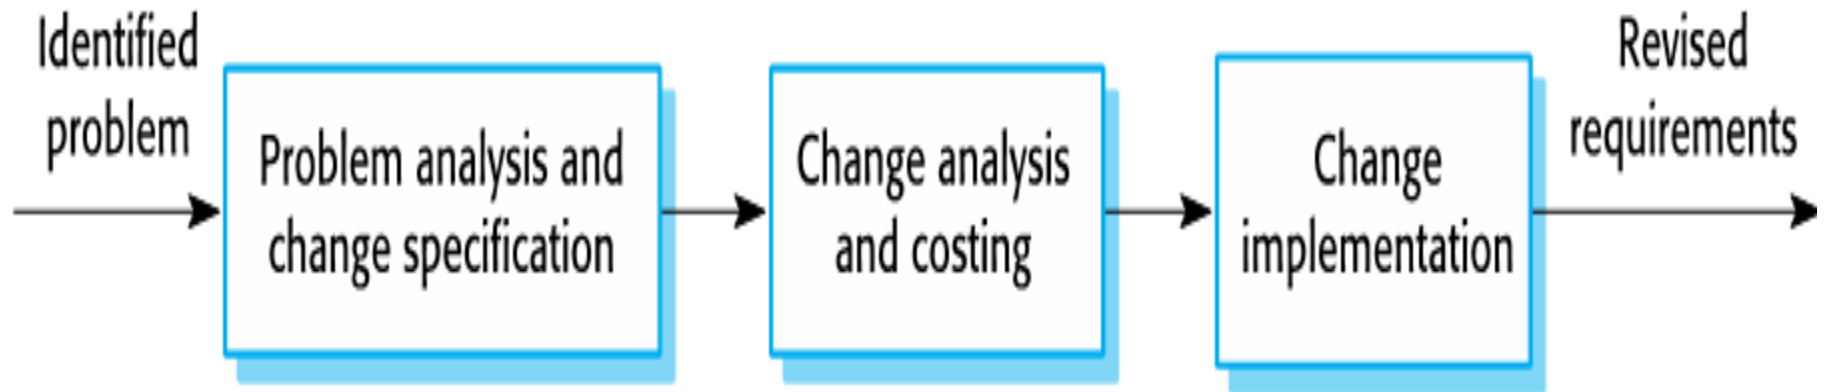 Identified
problem
Problem analysis and
change specification
Change analysis
and costing
Change
implementation
Revised
requirements